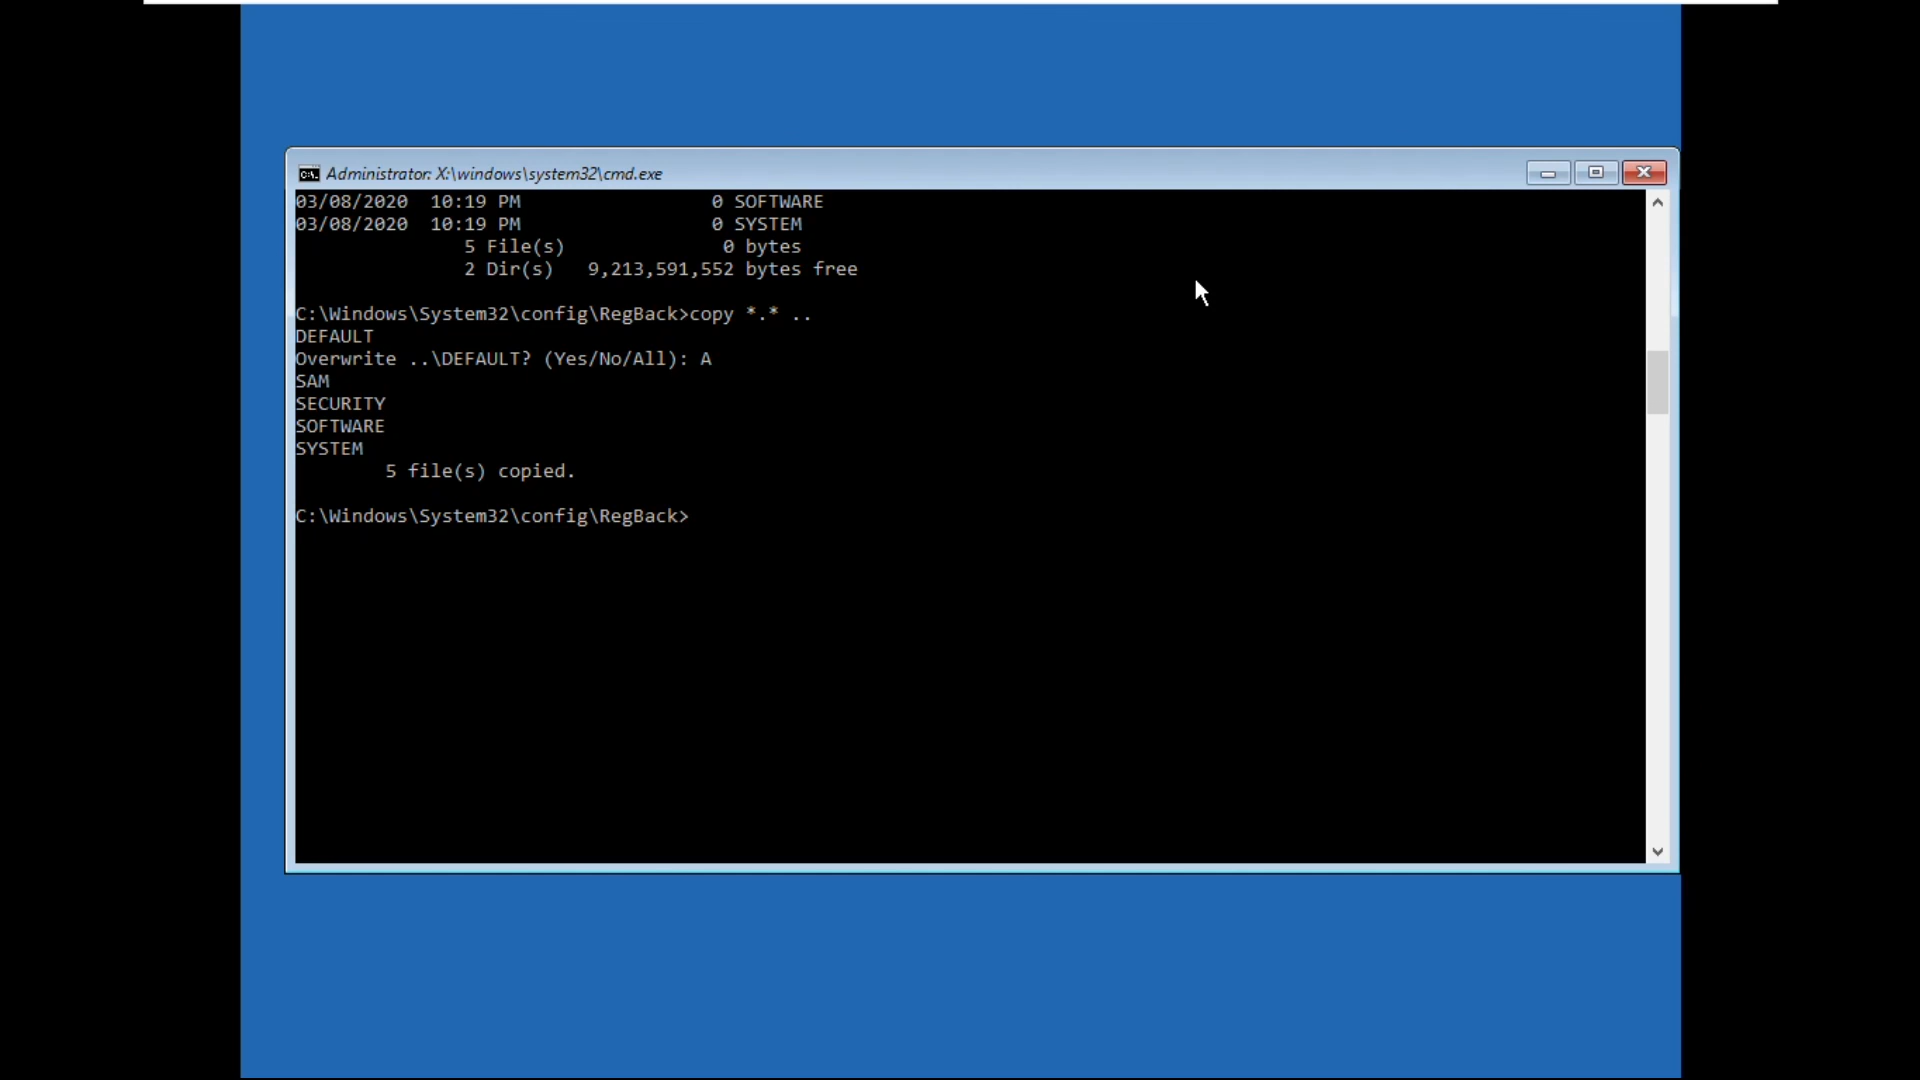 Administrator: X:\windows\system32\cmd.exe
03/08/2020  10:19 PM                 0 SOFTWARE
03/08/2020  10:19 PM                 0 SYSTEM
               5 File(s)              0 bytes
               2 Dir(s)   9,213,591,552 bytes free
C:\Windows\System32\config\RegBack>copy *.* ..
DEFAULT
Overwrite ..\DEFAULT? (Yes/No/All): A
SAM
SECURITY
SOFTWARE
SYSTEM
        5 file(s) copied.
C:\Windows\System32\config\RegBack>